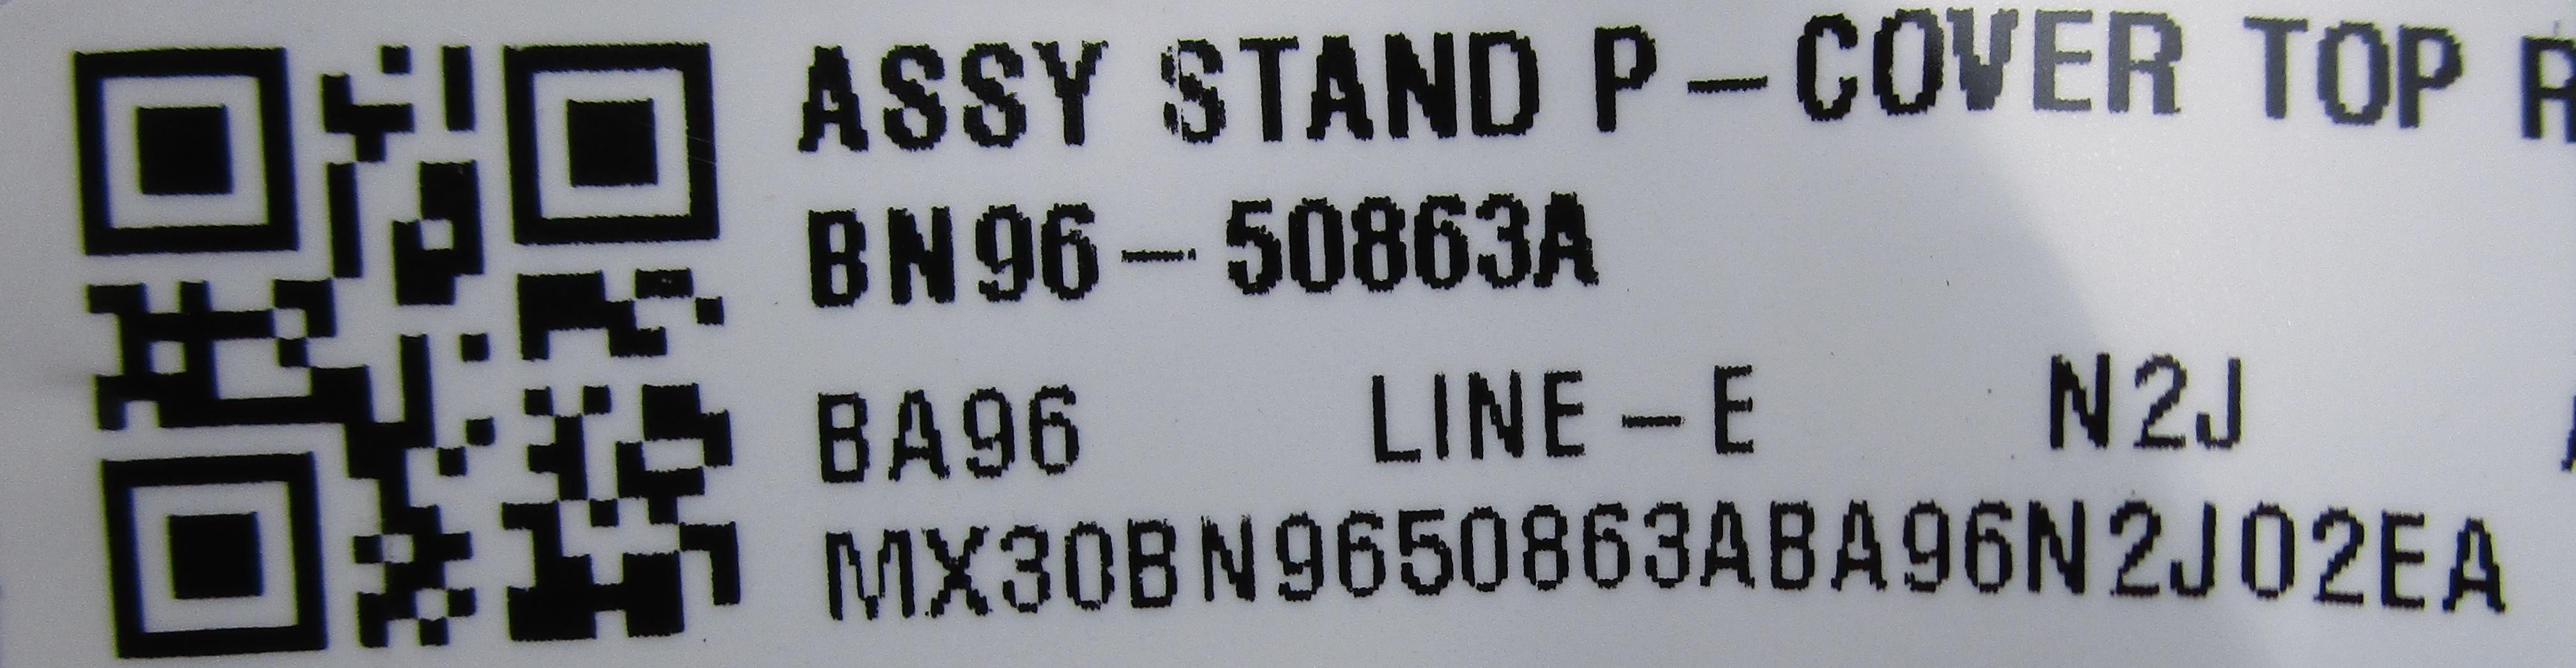 ASSY STAND P-COVER TOP R
BN96-50863A
BA96 LINE-E N2J
MX30BN9650863ABA96N2J02EA